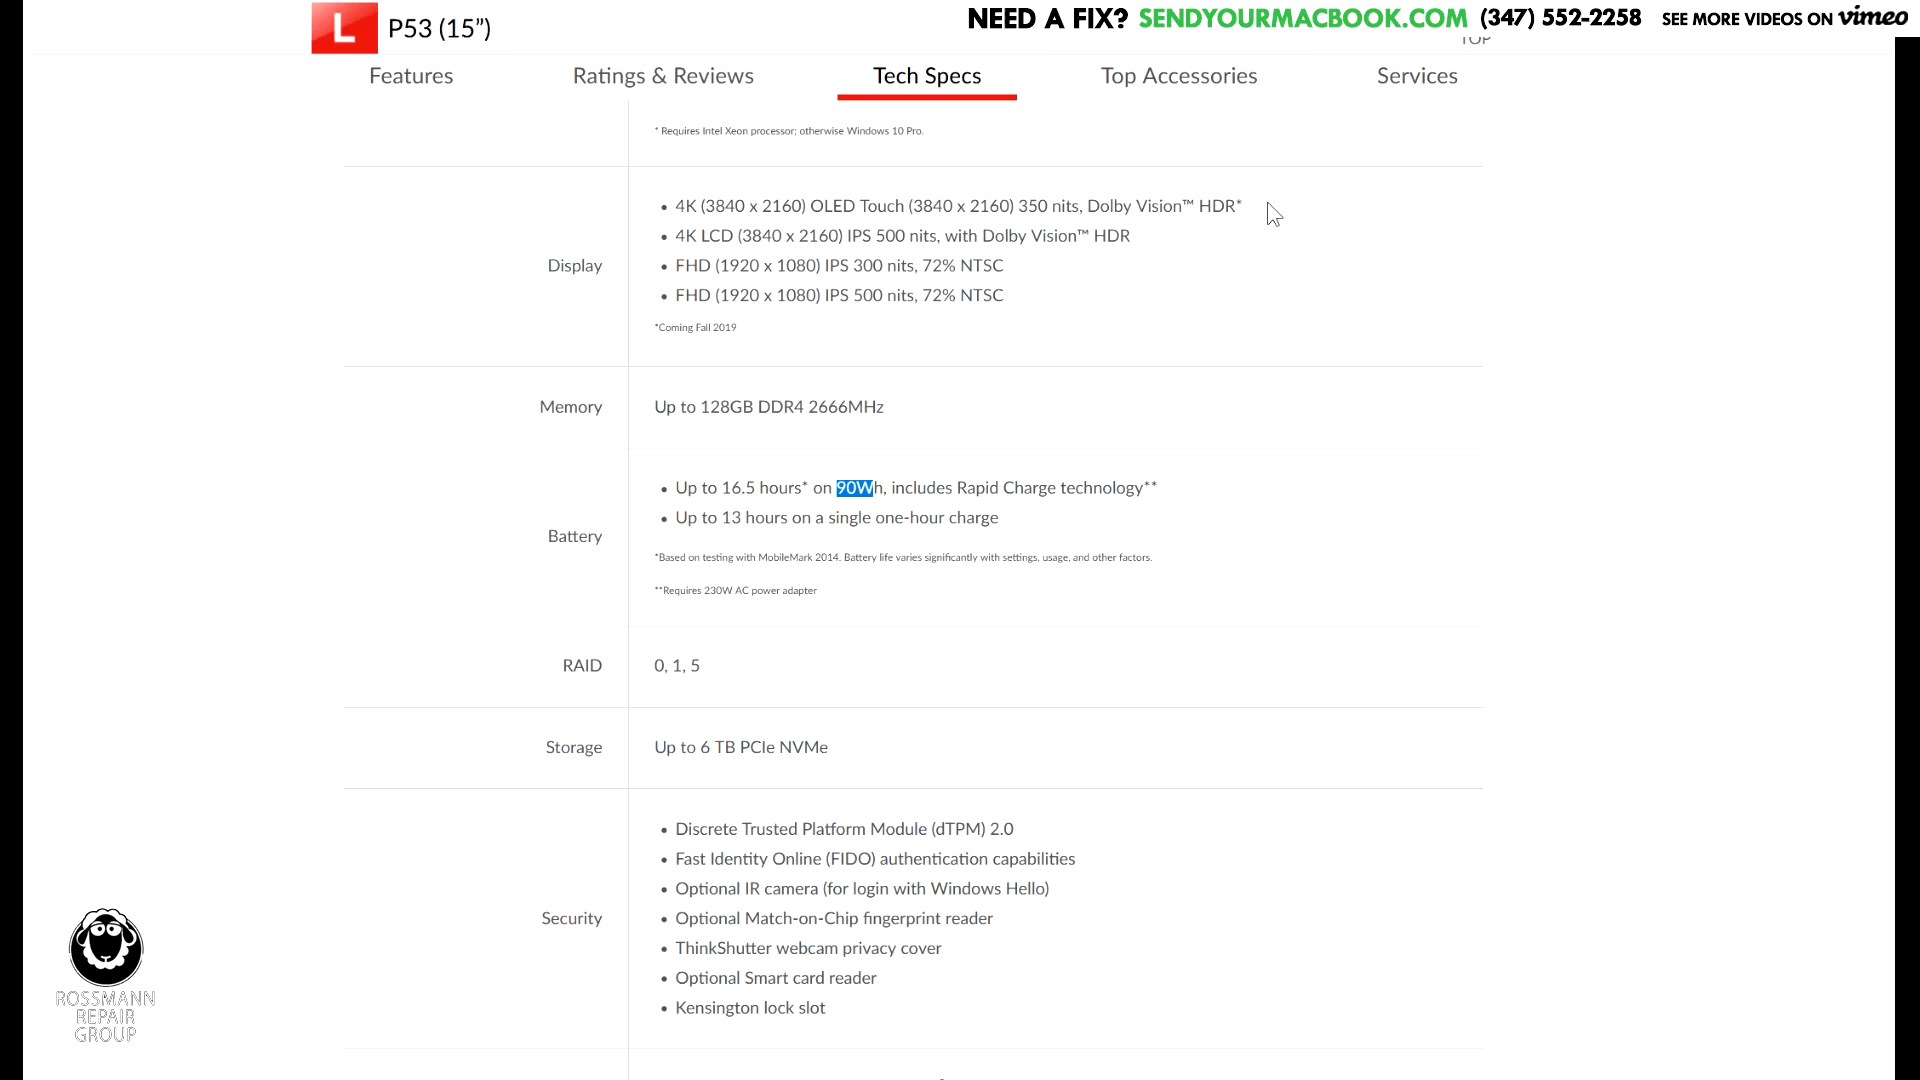 L P53 (15”)
NEED A FIX? SENDYOURMACBOOK.COM (347) 552-2258 SEE MORE VIDEOS ON vimeo
TOP
Features Ratings & Reviews Tech Specs Top Accessories Services
* Requires Intel Xeon processor; otherwise Windows 10 Pro.
Display
• 4K (3840 x 2160) OLED Touch (3840 x 2160) 350 nits, Dolby Vision™ HDR*
• 4K LCD (3840 x 2160) IPS 500 nits, with Dolby Vision™ HDR
• FHD (1920 x 1080) IPS 300 nits, 72% NTSC
• FHD (1920 x 1080) IPS 500 nits, 72% NTSC
*Coming Fall 2019
Memory Up to 128GB DDR4 2666MHz
Battery
• Up to 16.5 hours* on 90Wh, includes Rapid Charge technology**
• Up to 13 hours on a single one-hour charge
*Based on testing with MobileMark 2014. Battery life varies significantly with settings, usage, and other factors.
**Requires 230W AC power adapter
RAID 0, 1, 5
Storage Up to 6 TB PCIe NVMe
Security
• Discrete Trusted Platform Module (dTPM) 2.0
• Fast Identity Online (FIDO) authentication capabilities
• Optional IR camera (for login with Windows Hello)
• Optional Match-on-Chip fingerprint reader
• ThinkShutter webcam privacy cover
• Optional Smart card reader
• Kensington lock slot
ROSSMANN
REPAIR
GROUP